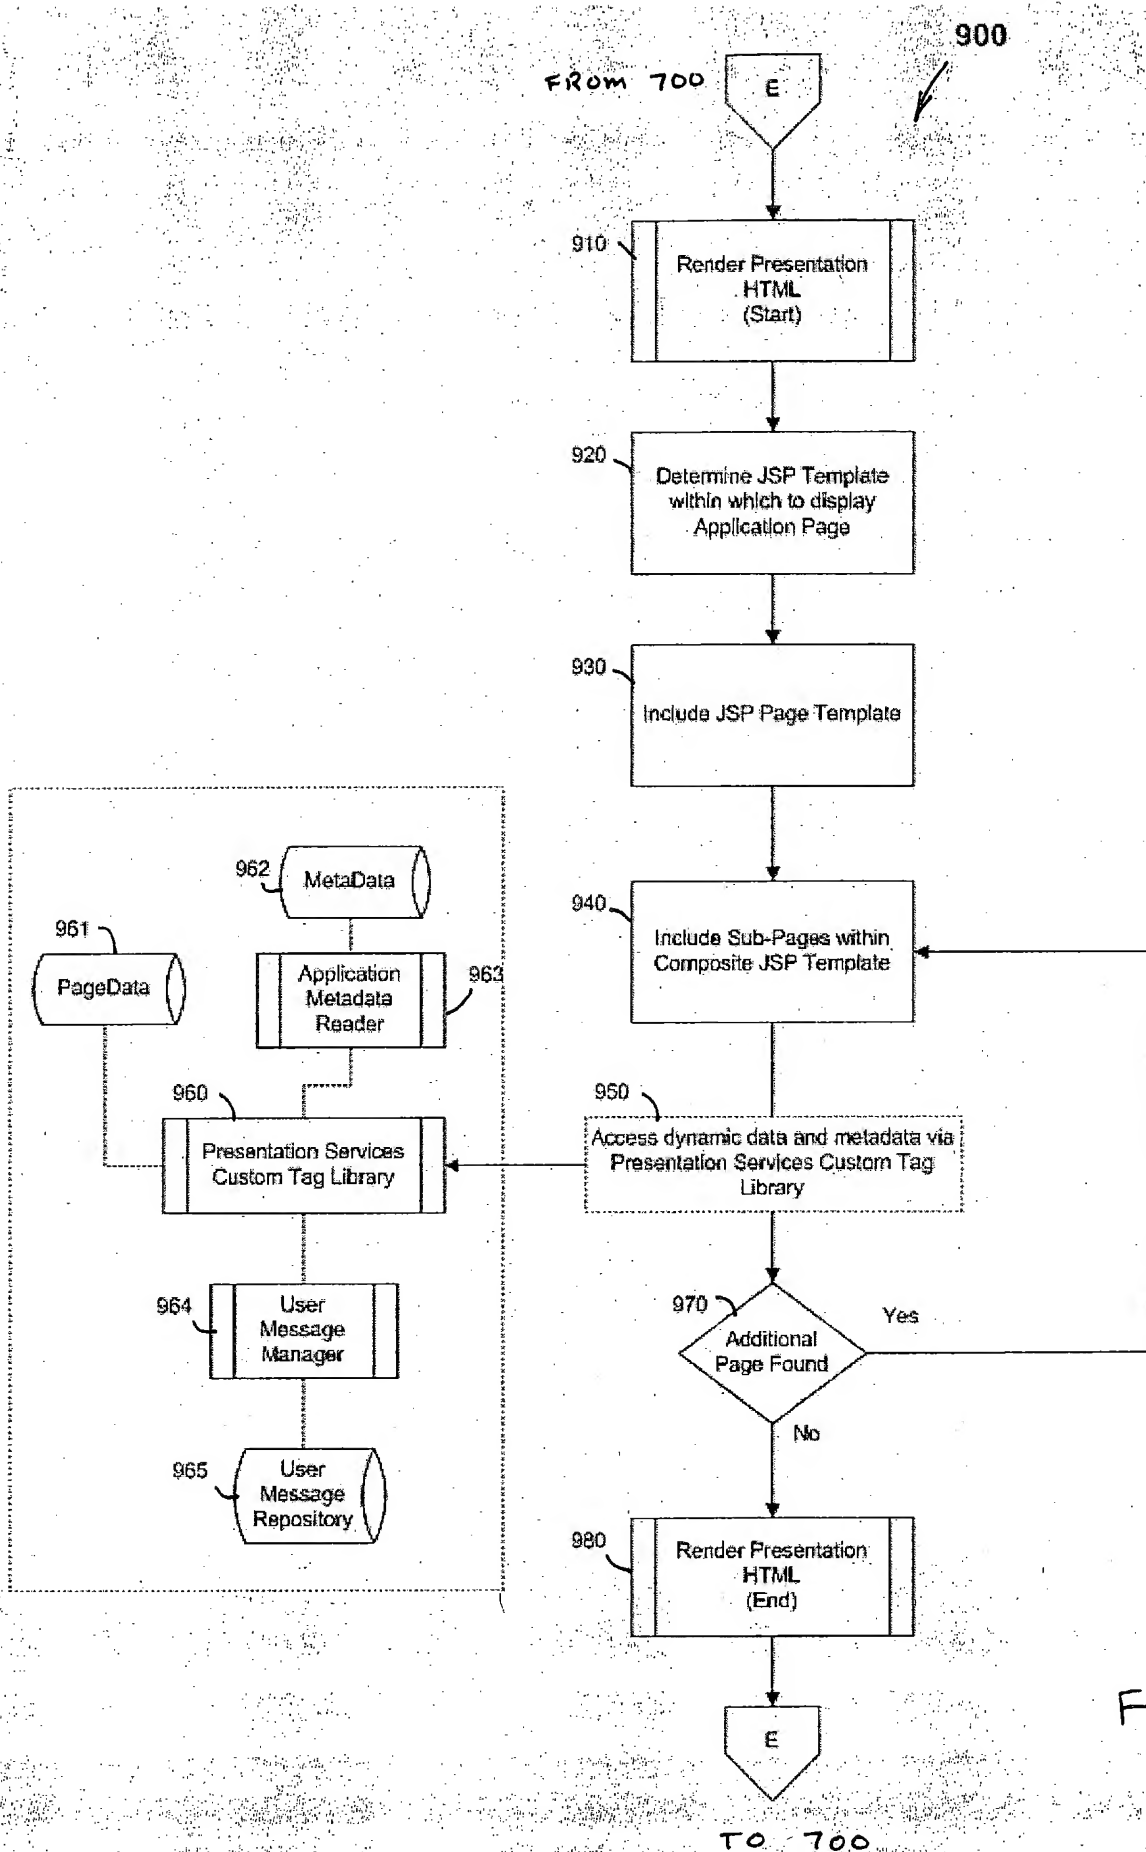 900
FROM 700
E
910
Render Presentation
HTML
(Start)
920
Determine JSP Template
within which to display
Application Page
930
Include JSP Page Template
962
MetaData
961
PageData
Application
Metadata
Reader
963
940
Include Sub-Pages within
Composite JSP Template
960
Presentation Services
Custom Tag Library
950
Access dynamic data and metadata via
Presentation Services Custom Tag
Library
964
User
Message
Manager
970
Additional
Page Found
Yes
No
965
User
Message
Repository
980
Render Presentation
HTML
(End)
F
E
TO 700